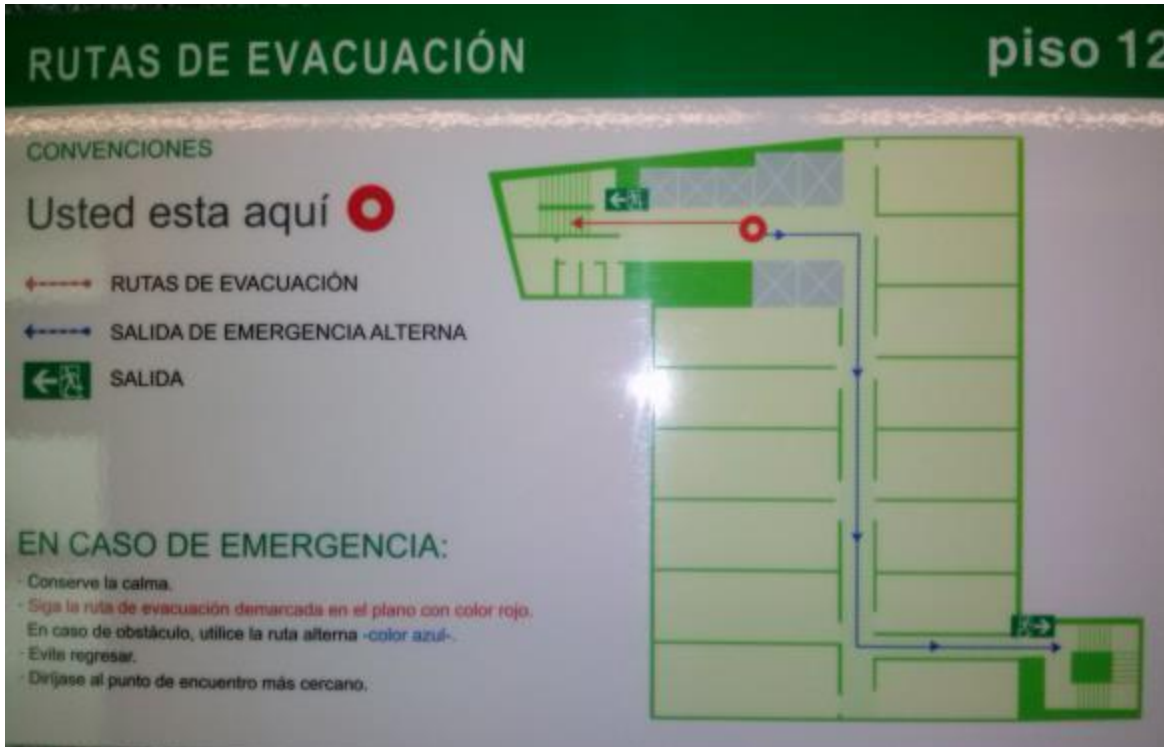 RUTAS DE EVACUACIÓN
piso 12
CONVENCIONES
Usted esta aquí
RUTAS DE EVACUACIÓN
SALIDA DE EMERGENCIA ALTERNA
SALIDA
EN CASO DE EMERGENCIA:
· Conserve la calma.
· Siga la ruta de evacuación demarcada en el plano con color rojo.
En caso de obstáculo, utilice la ruta alterna -color azul-.
· Evite regresar.
· Diríjase al punto de encuentro más cercano.